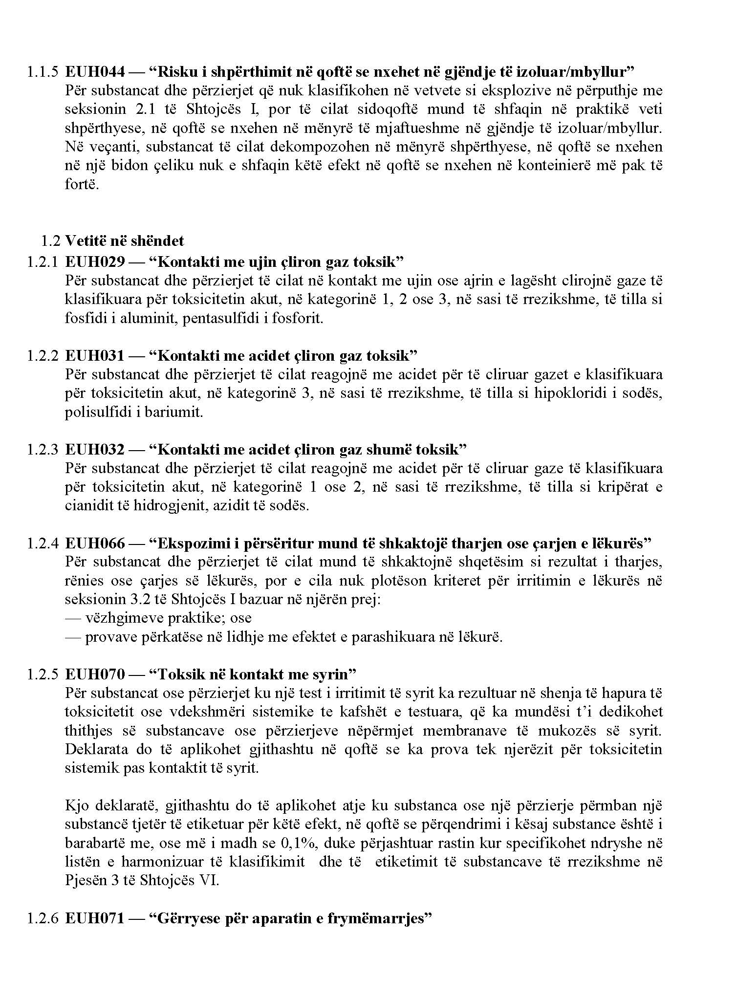 1.1.5 EUH044 — “Risku i shpërthimit në qoftë se nxehet në gjëndje të izoluar/mbyllur”
Për substancat dhe përzierjet që nuk klasifikohen në vetvete si eksplozive në përputhje me
seksionin 2.1 të Shtojcës I, por të cilat sidoqoftë mund të shfaqin në praktikë veti
shpërthyese, në qoftë se nxehen në mënyrë të mjaftueshme në gjëndje të izoluar/mbyllur.
Në veçanti, substancat të cilat dekompozohen në mënyrë shpërthyese, në qoftë se nxehen
në një bidon çeliku nuk e shfaqin këtë efekt në qoftë se nxehen në konteinierë më pak të
fortë.
1.2 Vetitë në shëndet
1.2.1 EUH029 — “Kontakti me ujin çliron gaz toksik”
Për substancat dhe përzierjet të cilat në kontakt me ujin ose ajrin e lagësht clirojnë gaze të
klasifikuara për toksicitetin akut, në kategorinë 1, 2 ose 3, në sasi të rrezikshme, të tilla si
fosfidi i aluminit, pentasulfidi i fosforit.
1.2.2 EUH031 — “Kontakti me acidet çliron gaz toksik”
Për substancat dhe përzierjet të cilat reagojnë me acidet për të cliruar gazet e klasifikuara
për toksicitetin akut, në kategorinë 3, në sasi të rrezikshme, të tilla si hipokloridi i sodës,
polisulfidi i bariumit.
1.2.3 EUH032 — “Kontakti me acidet çliron gaz shumë toksik”
Për substancat dhe përzierjet të cilat reagojnë me acidet për të cliruar gaze të klasifikuara
për toksicitetin akut, në kategorinë 1 ose 2, në sasi të rrezikshme, të tilla si kripërat e
cianidit të hidrogjenit, azidit të sodës.
1.2.4 EUH066 — “Ekspozimi i përsëritur mund të shkaktojë tharjen ose çarjen e lëkurës”
Për substancat dhe përzierjet të cilat mund të shkaktojnë shqetësim si rezultat i tharjes,
rënies ose çarjes së lëkurës, por e cila nuk plotëson kriteret për irritimin e lëkurës në
seksionin 3.2 të Shtojcës I bazuar në njërën prej:
— vëzhgimeve praktike; ose
— provave përkatëse në lidhje me efektet e parashikuara në lëkurë.
1.2.5 EUH070 — “Toksik në kontakt me syrin”
Për substancat ose përzierjet ku një test i irritimit të syrit ka rezultuar në shenja të hapura të
toksicitetit ose vdekshmëri sistemike te kafshët e testuara, që ka mundësi t’i dedikohet
thithjes së substancave ose përzierjeve nëpërmjet membranave të mukozës së syrit.
Deklarata do të aplikohet gjithashtu në qoftë se ka prova tek njerëzit për toksicitetin
sistemik pas kontaktit të syrit.
Kjo deklaratë, gjithashtu do të aplikohet atje ku substanca ose një përzierje përmban një
substancë tjetër të etiketuar për këtë efekt, në qoftë se përqendrimi i kësaj substance është i
barabartë me, ose më i madh se 0,1%, duke përjashtuar rastin kur specifikohet ndryshe në
listën e harmonizuar të klasifikimit dhe të etiketimit të substancave të rrezikshme në
Pjesën 3 të Shtojcës VI.
1.2.6 EUH071 — “Gërryese për aparatin e frymëmarrjes”